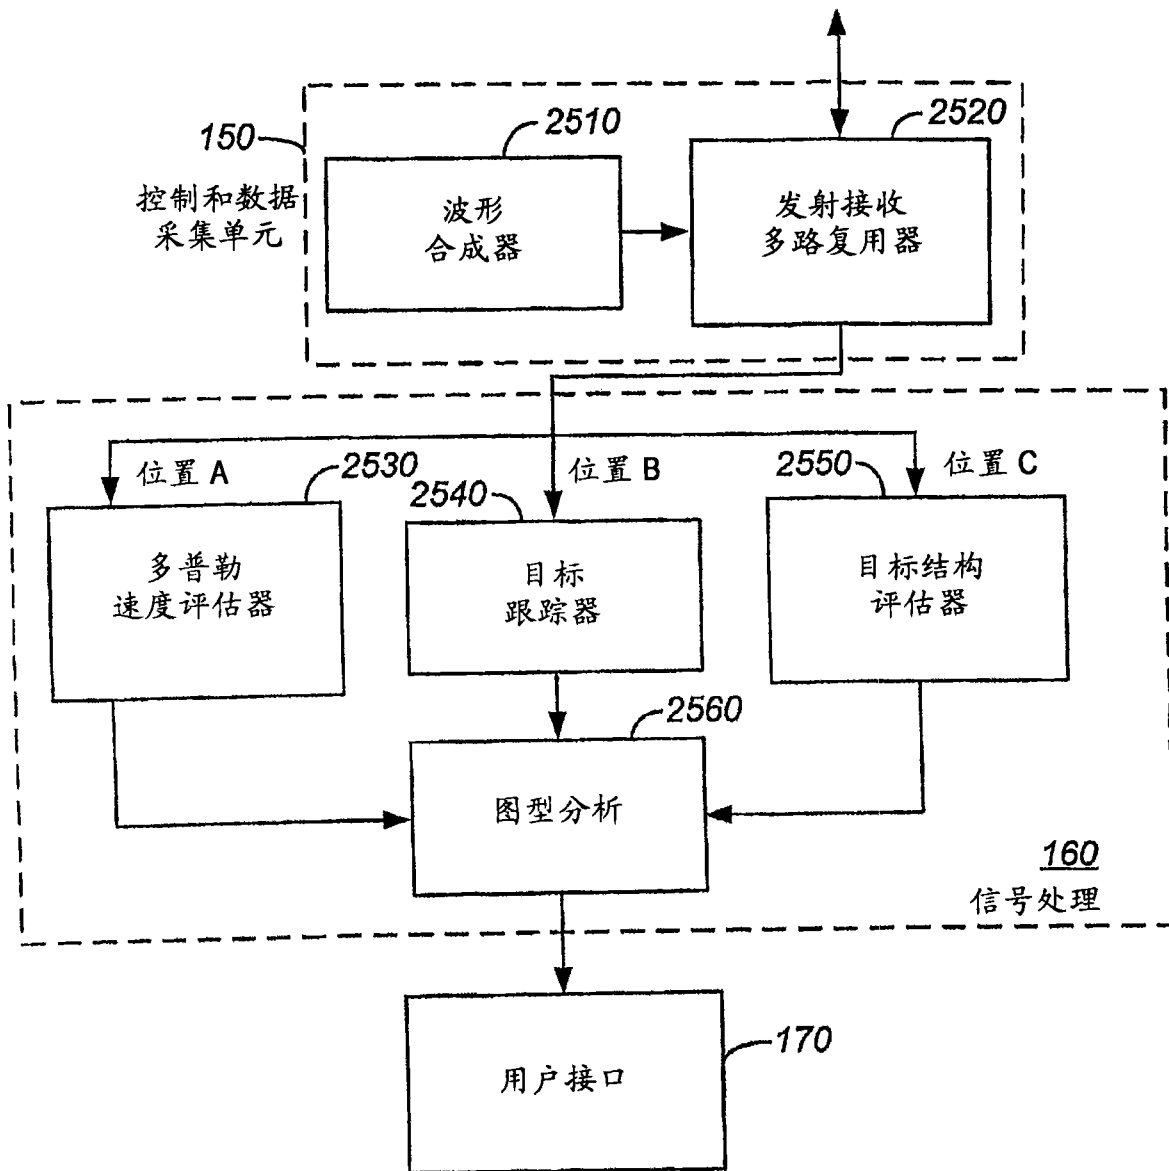 150
控制和数据
采集单元
2510
波形
合成器
2520
发射接收
多路复用器
位置 A
2530
多普勒
速度评估器
位置 B
2540
目标
跟踪器
位置 C
2550
目标结构
评估器
2560
图型分析
160
信号处理
170
用户接口